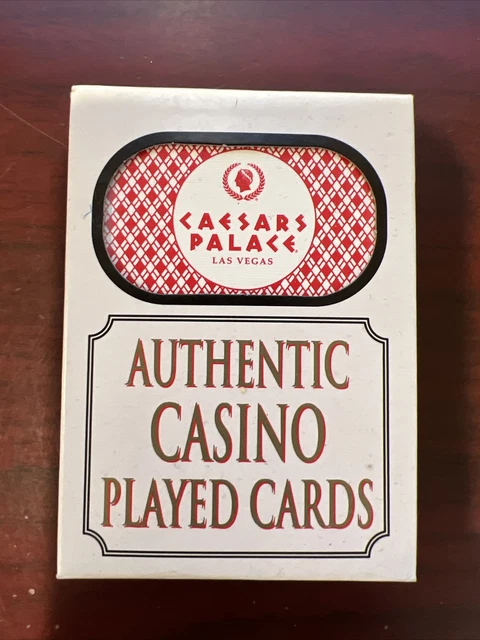 CAESARS
PALACE
LAS VEGAS
AUTHENTIC
CASINO
PLAYED CARDS